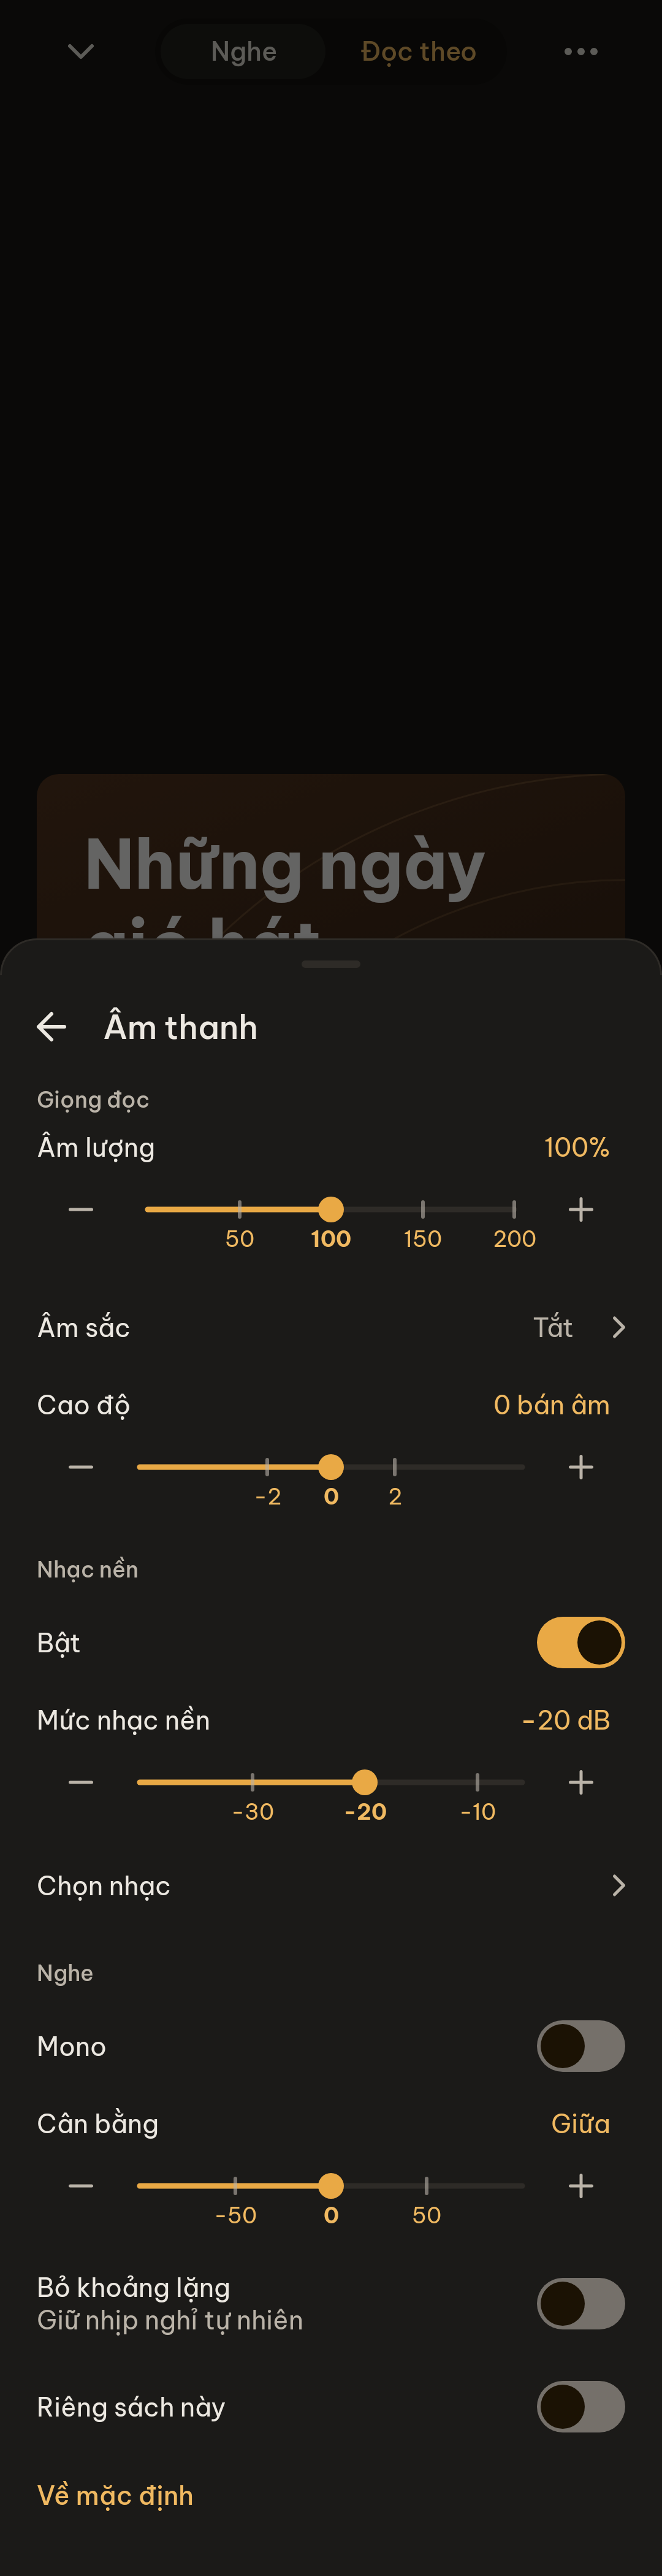 Nghe
Đọc theo
Những ngày
gió hát
Âm thanh
Giọng đọc
Âm lượng
100%
50
100
150
200
Âm sắc
Tắt
Cao độ
0 bán âm
-2
0
2
Nhạc nền
Bật
Mức nhạc nền
-20 dB
-30
-20
-10
Chọn nhạc
Nghe
Mono
Cân bằng
Giữa
-50
0
50
Bỏ khoảng lặng
Giữ nhịp nghỉ tự nhiên
Riêng sách này
Về mặc định